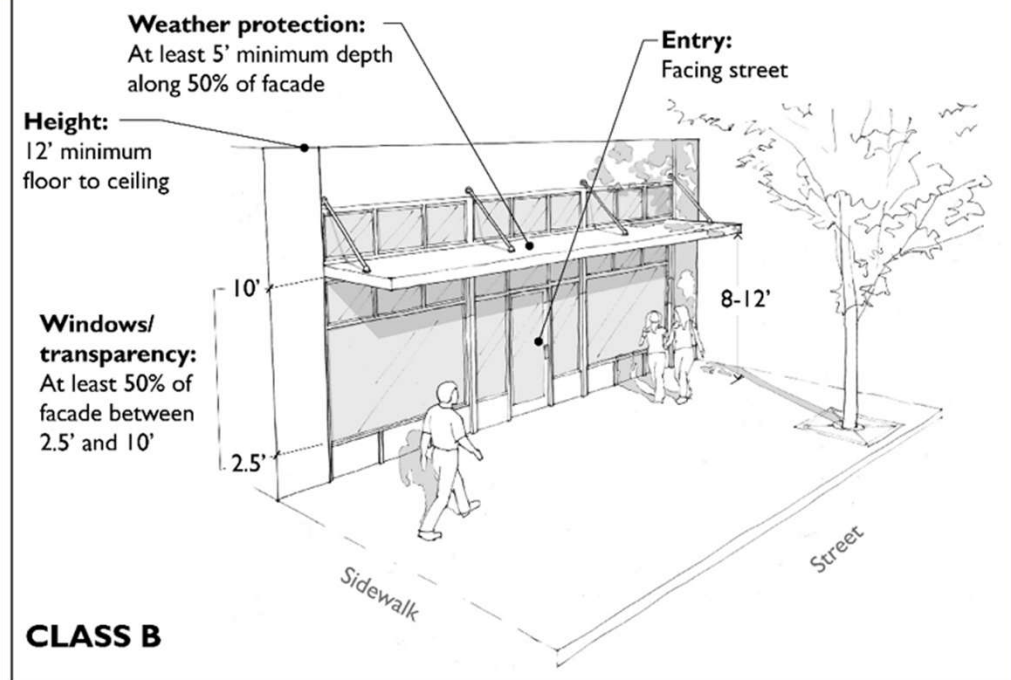 Weather protection:
At least 5' minimum depth
along 50% of facade
Entry:
Facing street
Height:
12' minimum
floor to ceiling
10'
8-12'
Windows/
transparency:
At least 50% of
facade between
2.5' and 10'
2.5'
Sidewalk
Street
CLASS B